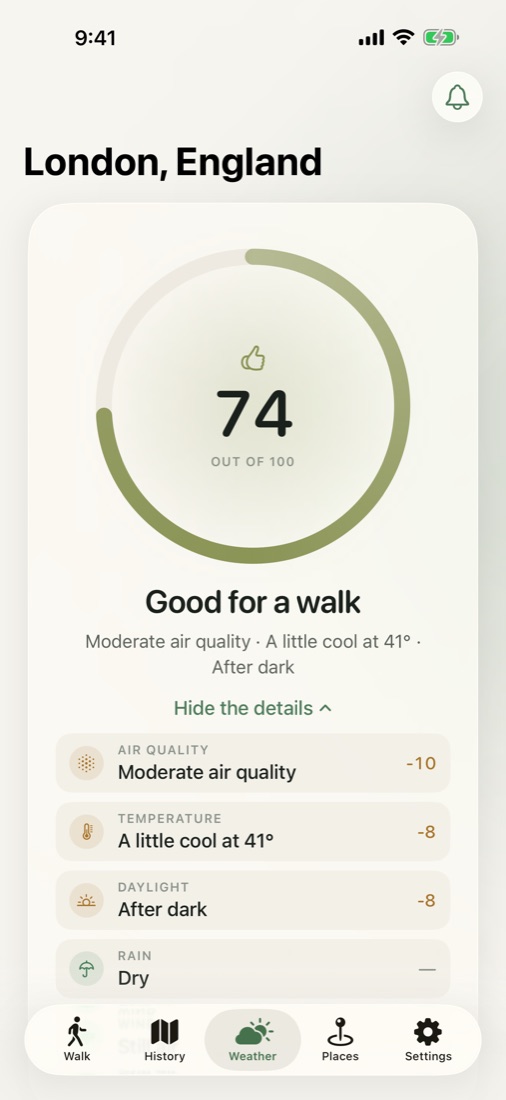 9:41
London, England
74
OUT OF 100
Good for a walk
Moderate air quality · A little cool at 41° ·
After dark
Hide the details
AIR QUALITY
Moderate air quality
-10
TEMPERATURE
A little cool at 41°
-8
DAYLIGHT
After dark
-8
RAIN
Dry
—
Walk
History
Weather
Places
Settings